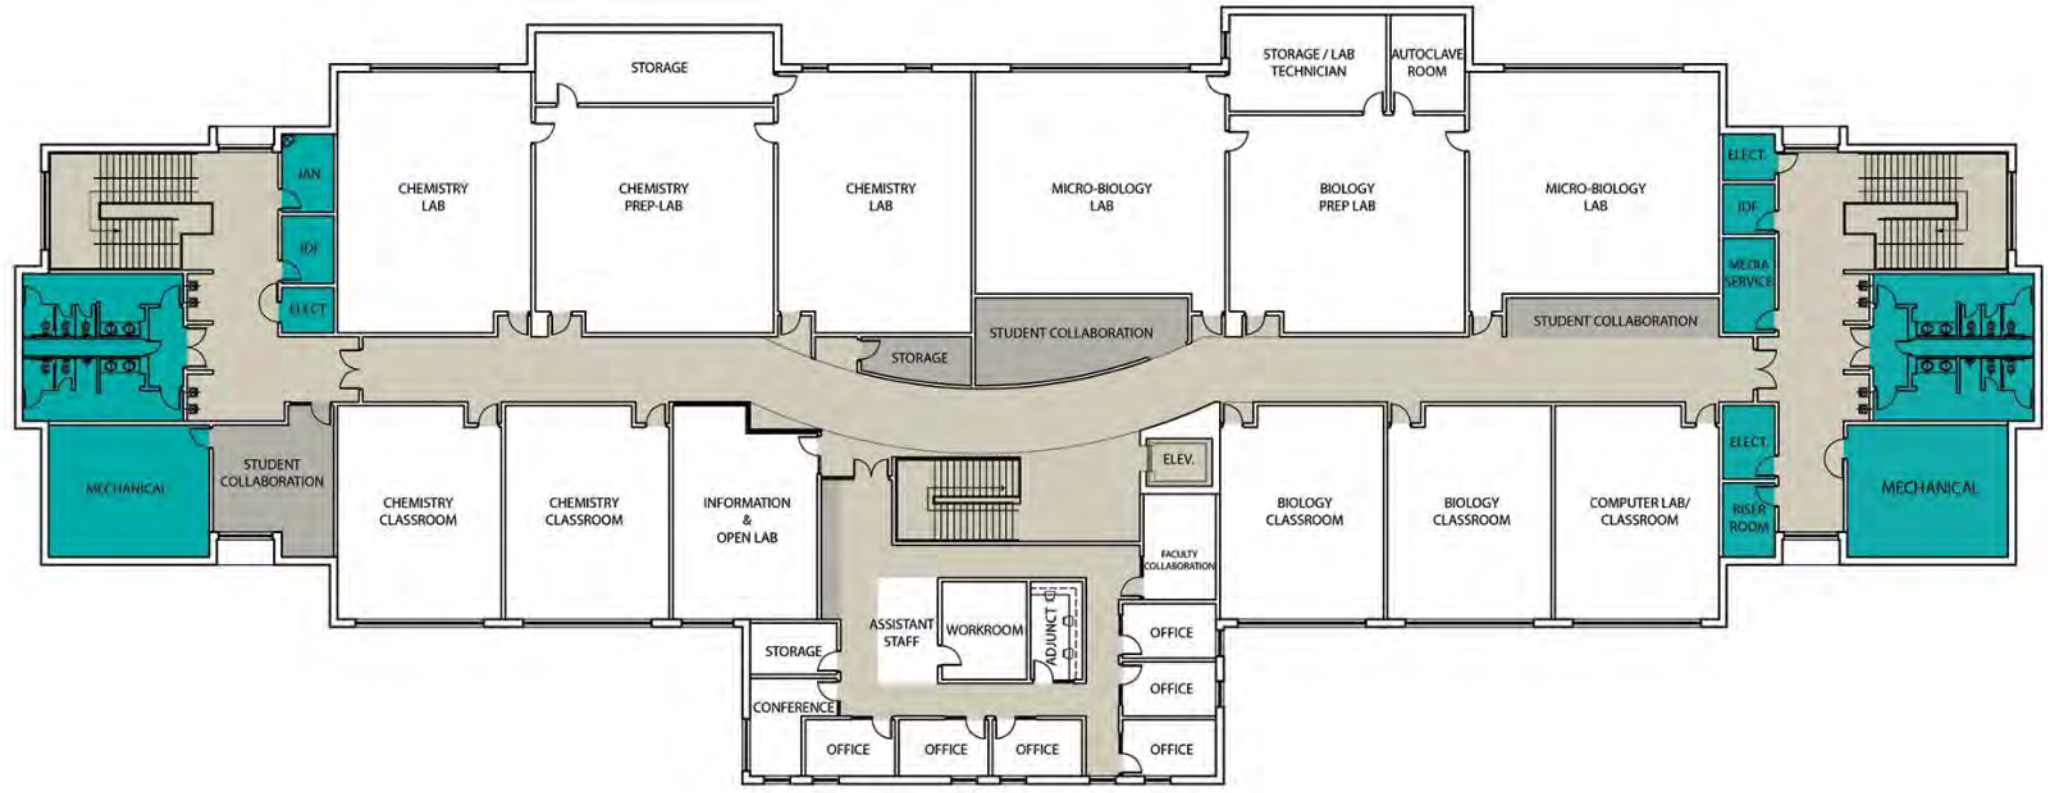 STORAGE
STORAGE / LAB
TECHNICIAN
AUTOCLAVE
ROOM
JAN
CHEMISTRY
LAB
CHEMISTRY
PREP-LAB
CHEMISTRY
LAB
MICRO-BIOLOGY
LAB
BIOLOGY
PREP LAB
MICRO-BIOLOGY
LAB
ELECT.
IDF
IDF
MEDIA
SERVICE
ELECT
STUDENT COLLABORATION
STUDENT COLLABORATION
STORAGE
MECHANICAL
STUDENT
COLLABORATION
CHEMISTRY
CLASSROOM
CHEMISTRY
CLASSROOM
INFORMATION
&
OPEN LAB
ELEV.
BIOLOGY
CLASSROOM
BIOLOGY
CLASSROOM
COMPUTER LAB/
CLASSROOM
ELECT.
RISER
ROOM
MECHANICAL
FACULTY
COLLABORATION
ASSISTANT
STAFF
WORKROOM
ADJUNCT
OFFICE
STORAGE
OFFICE
CONFERENCE
OFFICE
OFFICE
OFFICE
OFFICE